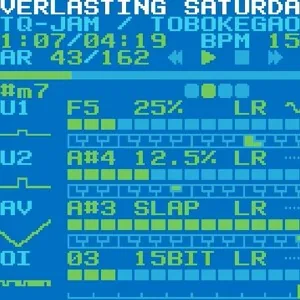 VERLASTING SATURDA
TQ-JAM / TOBOKEGAO
1:07/04:19 BPM 15
AR 43/162
#m7
U1 F5 25% LR
U2 A#4 12.5% LR
AV A#3 SLAP LR
OI 03 15BIT LR